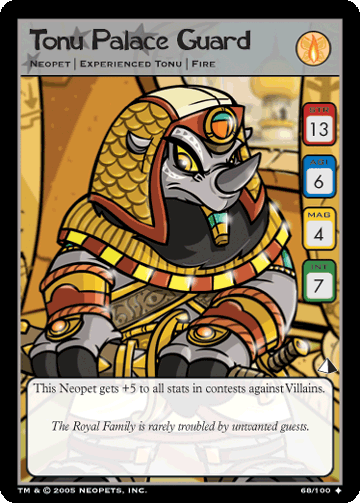 Tonu Palace Guard
Neopet | Experienced Tonu | Fire
STR
13
AGI
6
MAG
4
INT
7
This Neopet gets +5 to all stats in contests against Villains.
The Royal Family is rarely troubled by unwanted guests.
TM & © 2005 NEOPETS, INC.
68/100